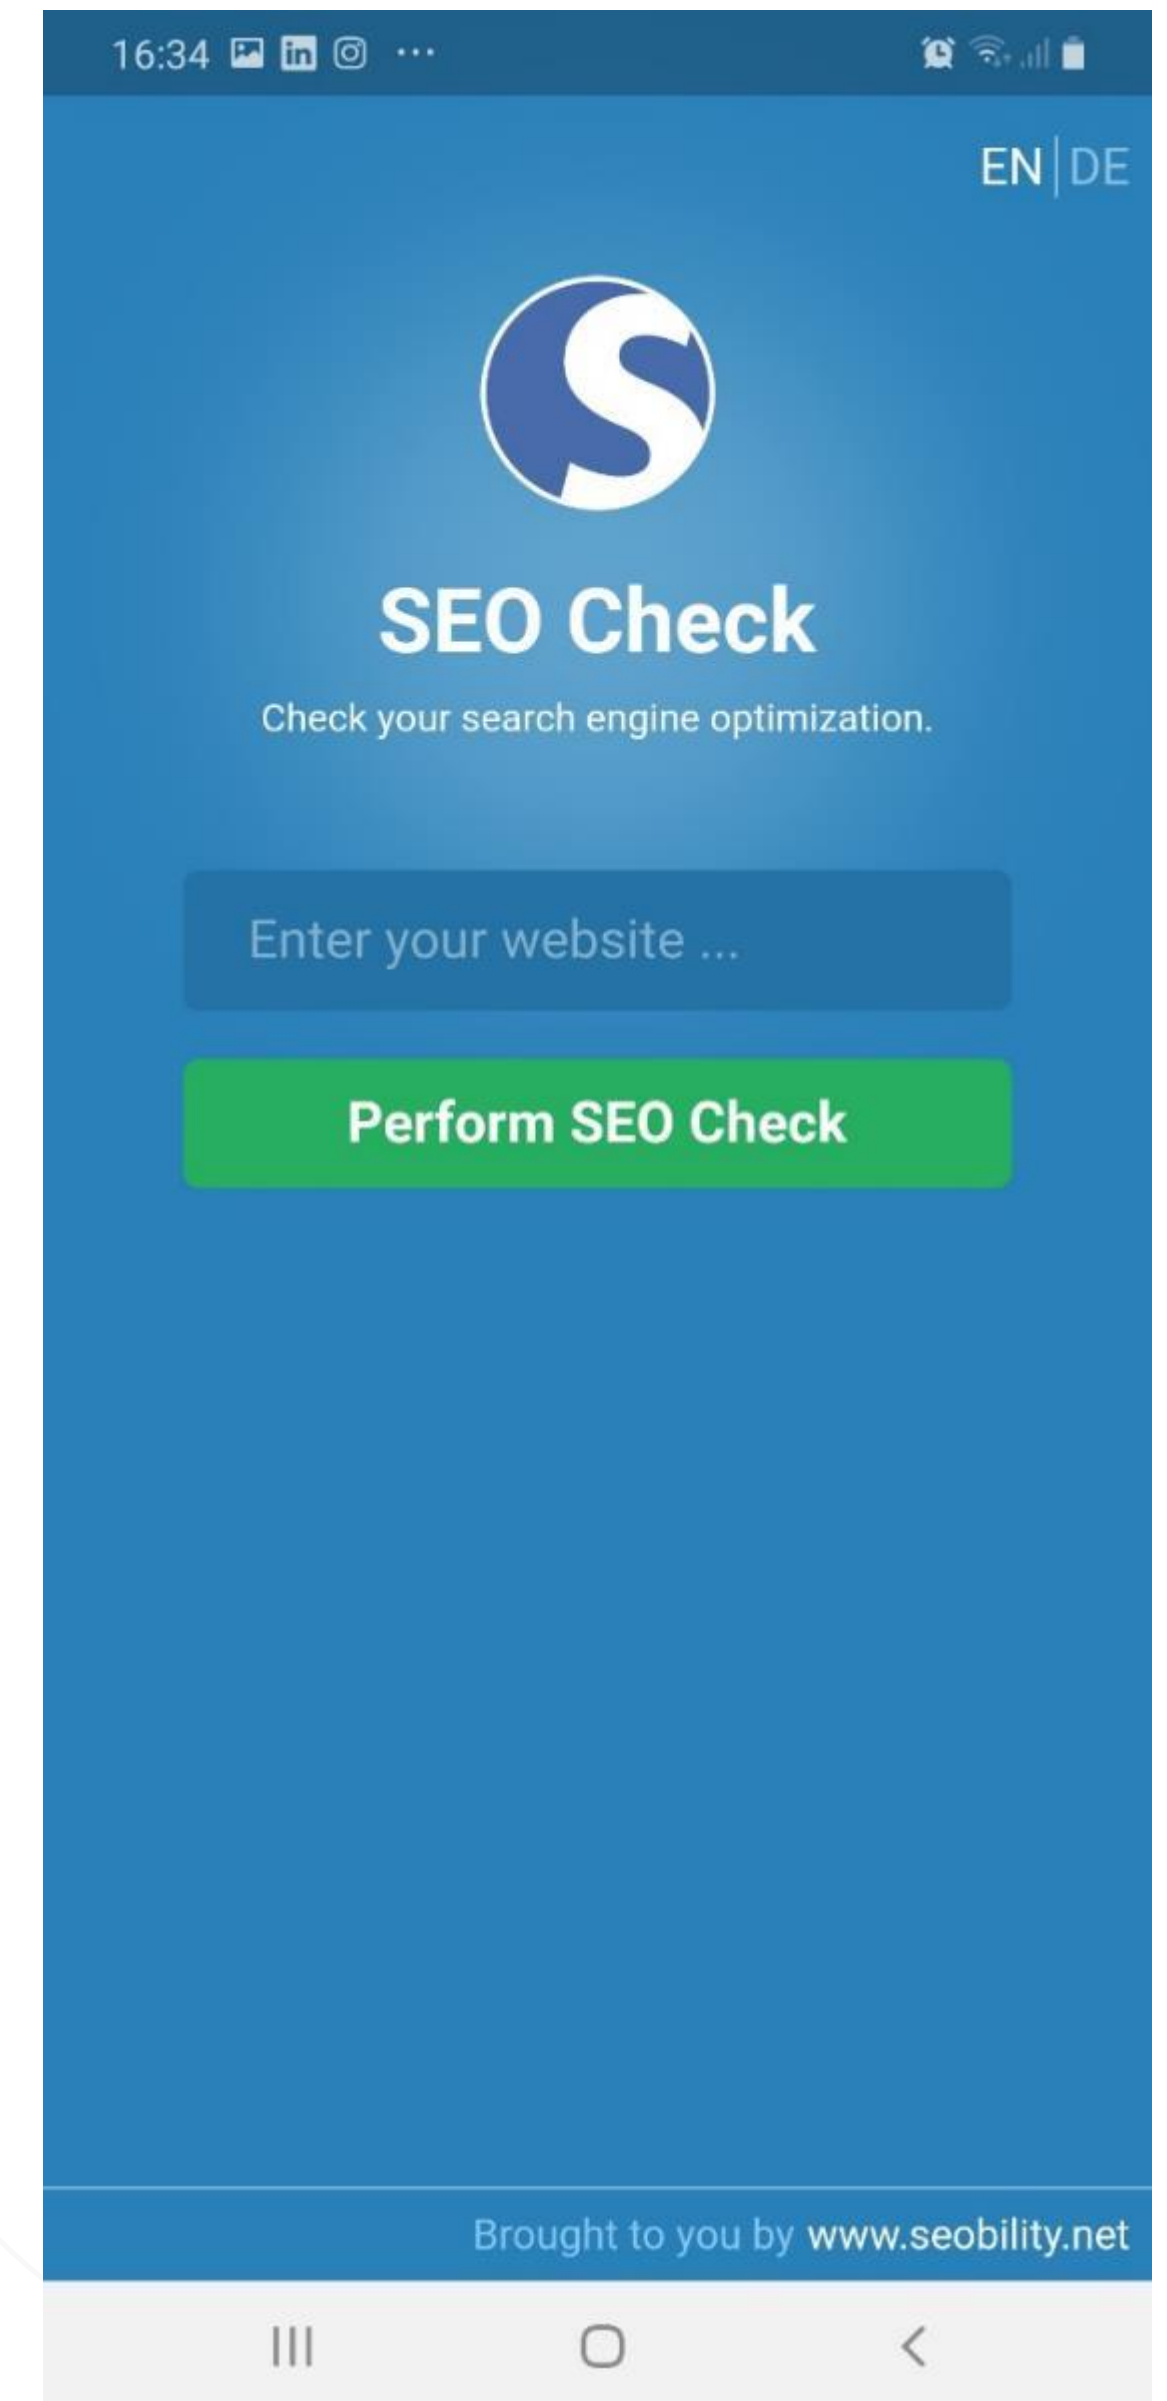 16:34 in ...
EN|DE
S
SEO Check
Check your search engine optimization.
Enter your website ...
Perform SEO Check
Brought to you by www.seobility.net